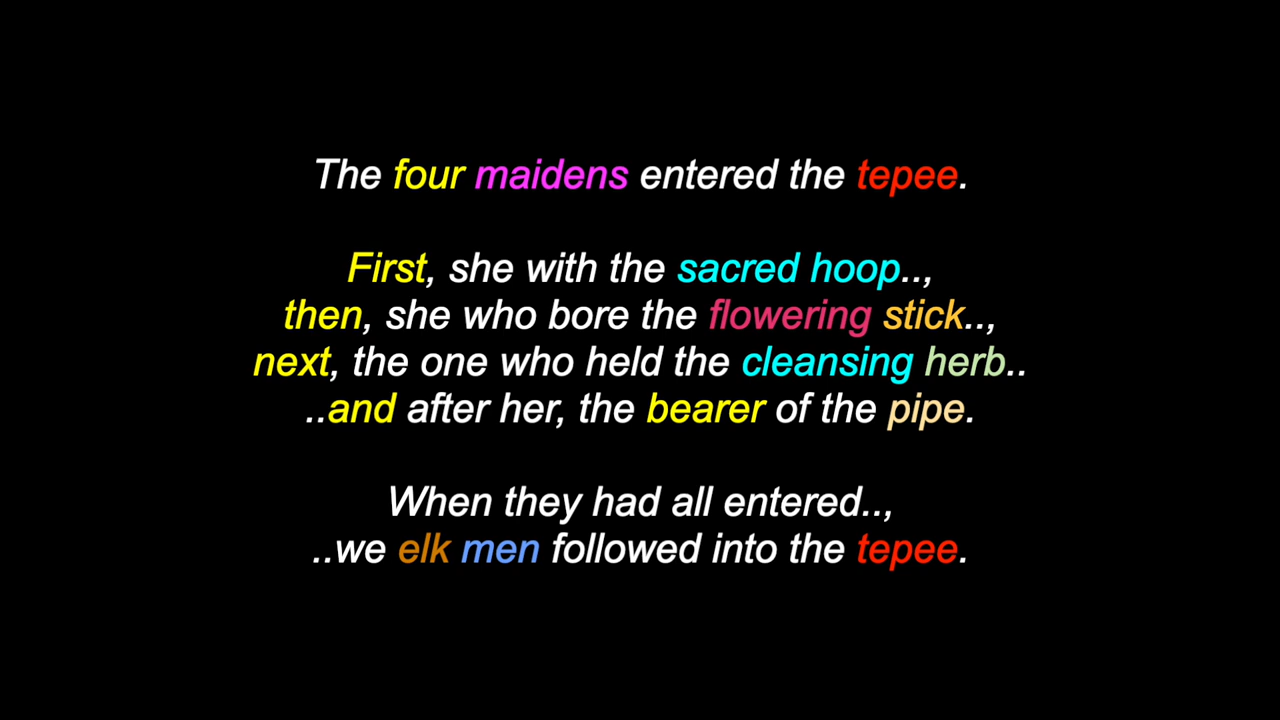 The four maidens entered the tepee.
First, she with the sacred hoop..,
then, she who bore the flowering stick..,
next, the one who held the cleansing herb..
..and after her, the bearer of the pipe.
When they had all entered..,
..we elk men followed into the tepee.